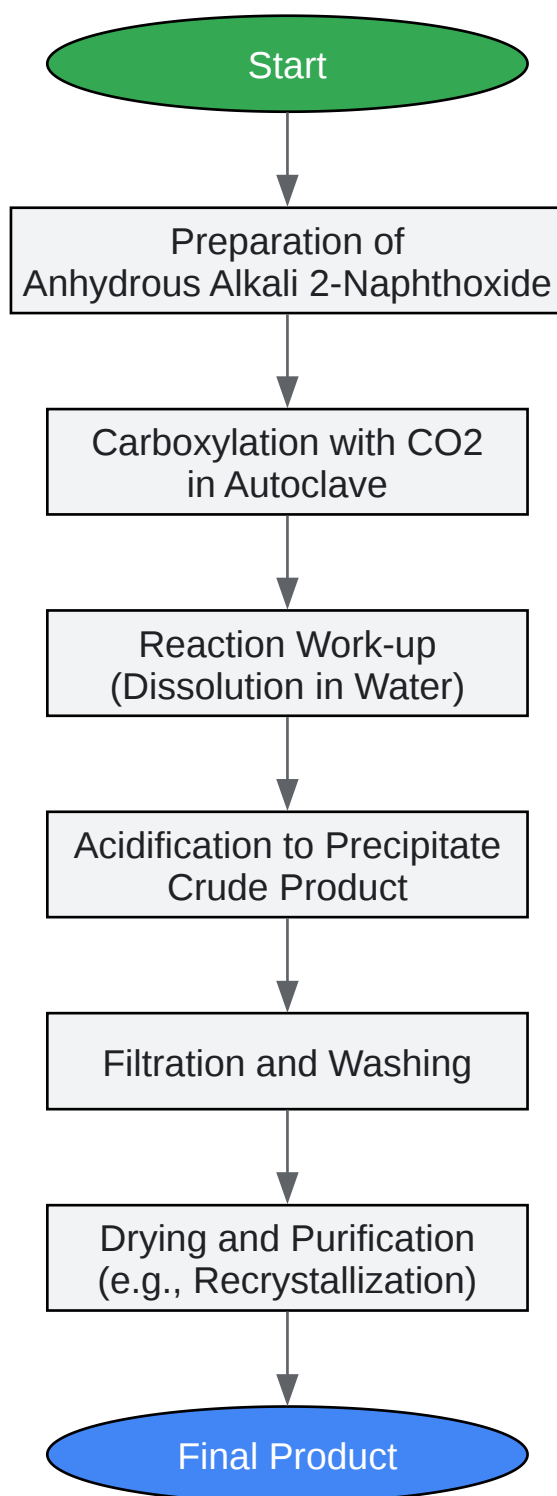 Start
Preparation of
Anhydrous Alkali 2-Naphthoxide
Carboxylation with CO2
in Autoclave
Reaction Work-up
(Dissolution in Water)
Acidification to Precipitate
Crude Product
Filtration and Washing
Drying and Purification
(e.g., Recrystallization)
Final Product